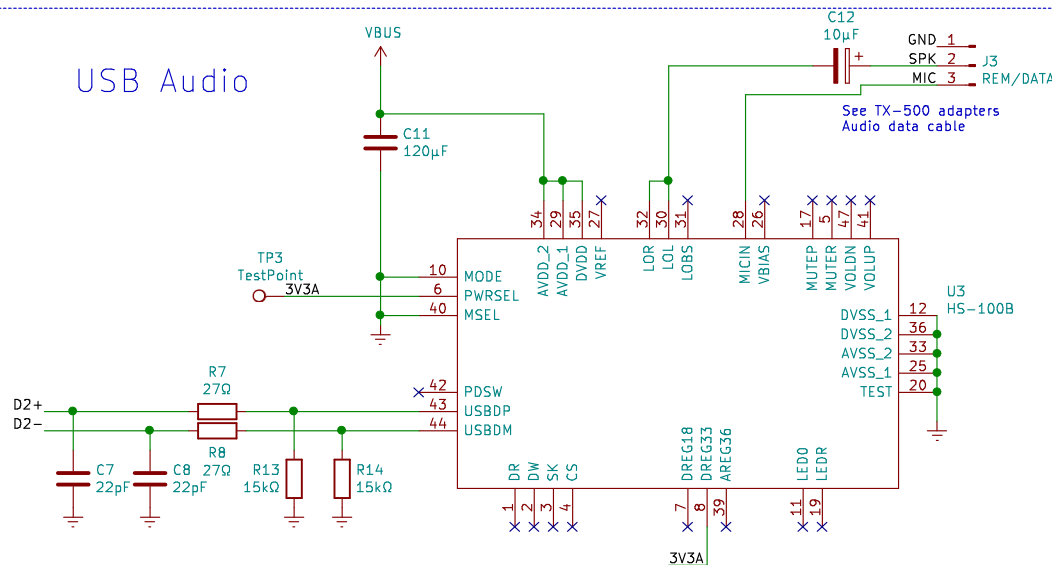 USB Audio
VBUS
C11
120µF
C12
10µF
+
GND 1
SPK 2
MIC 3
J3
REM/DATA
See TX-500 adapters
Audio data cable
34
29
35
27
32
30
31
28
26
17
5
47
41
AVDD_2
AVDD_1
DVDD
VREF
LOR
LOL
LOBS
MICIN
VBIAS
MUTEP
MUTER
VOLDN
VOLUP
TP3
TestPoint
3V3A
10 MODE
6 PWRSEL
40 MSEL
U3
HS-100B
DVSS_1 12
DVSS_2 36
AVSS_2 33
AVSS_1 25
TEST 20
42 PDSW
43 USBDP
44 USBDM
D2+
D2-
R7
27Ω
R8
27Ω
C7
22pF
C8
22pF
R13
15kΩ
R14
15kΩ
DR
DW
SK
CS
DREG18
DREG33
AREG36
LEDO
LEDR
1
2
3
4
7
8
39
11
19
3V3A